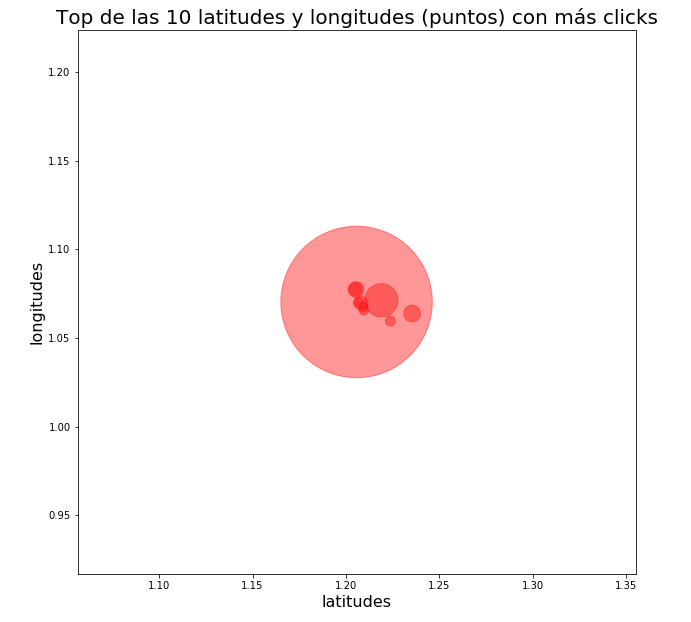 Top de las 10 latitudes y longitudes (puntos) con más clicks
1.20
1.15
1.10
1.05
1.00
0.95
longitudes
1.10 1.15 1.20 1.25 1.30 1.35
latitudes